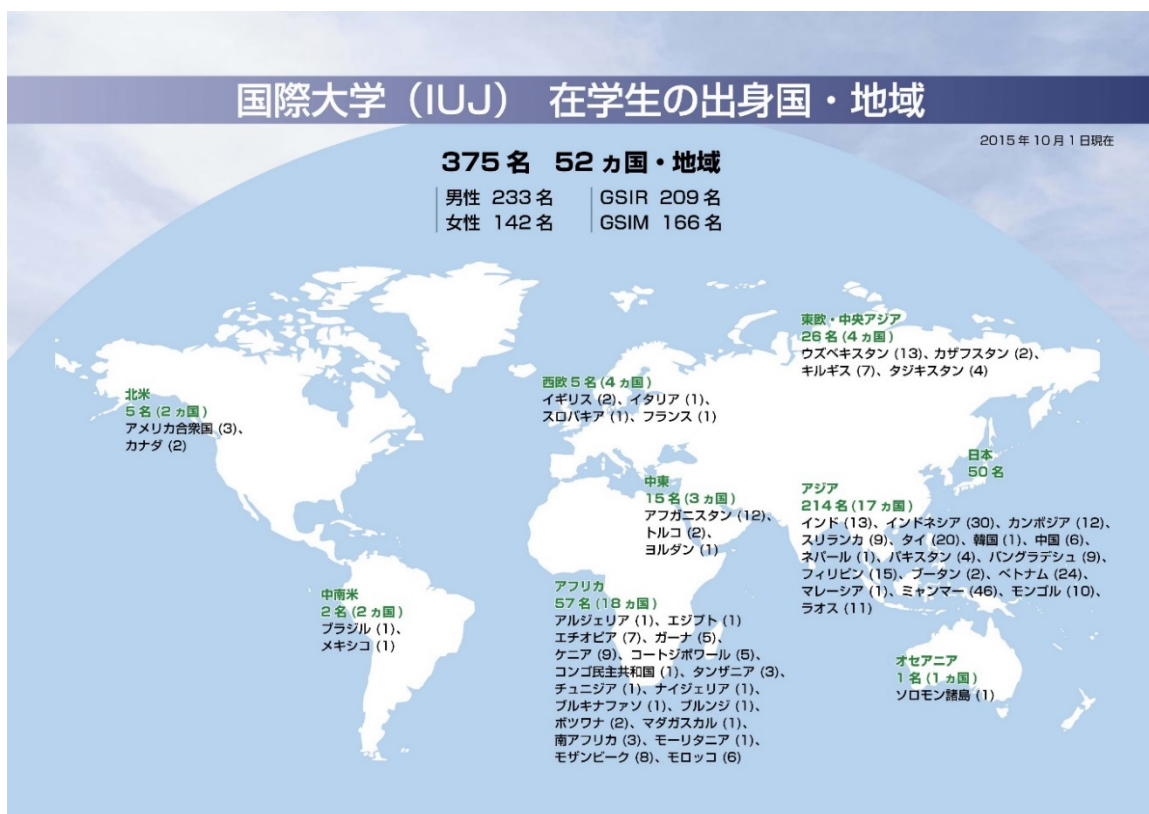 国際大学（IUJ） 在学生の出身国・地域
2015年10月1日現在
375名 52ヵ国・地域
男性 233名
女性 142名
GSIR 209名
GSIM 166名
北米
5名(2ヵ国)
アメリカ合衆国 (3)、
カナダ (2)
西欧5名(4ヵ国)
イギリス (2)、イタリア (1)、
スロバキア (1)、フランス (1)
東欧・中央アジア
26名(4ヵ国)
ウズベキスタン (13)、カザフスタン (2)、
キルギス (7)、タジキスタン (4)
日本
50名
中東
15名(3ヵ国)
アフガニスタン (12)、
トルコ (2)、
ヨルダン (1)
アジア
214名(17ヵ国)
インド (13)、インドネシア (30)、カンボジア (12)、
スリランカ (9)、タイ (20)、韓国 (1)、中国 (6)、
ネパール (1)、パキスタン (4)、バングラデシュ (9)、
フィリピン (15)、ブータン (2)、ベトナム (24)、
マレーシア (1)、ミャンマー (46)、モンゴル (10)、
ラオス (11)
中南米
2名(2ヵ国)
ブラジル (1)、
メキシコ (1)
アフリカ
57名(18ヵ国)
アルジェリア (1)、エジプト (1)
エチオピア (7)、ガーナ (5)、
ケニア (9)、コートジボワール (5)、
コンゴ民主共和国 (1)、タンザニア (3)、
チュニジア (1)、ナイジェリア (1)、
ブルキナファソ (1)、ブルンジ (1)、
ボツワナ (2)、マダガスカル (1)、
南アフリカ (3)、モーリタニア (1)、
モザンビーク (8)、モロッコ (6)
オセアニア
1名(1ヵ国)
ソロモン諸島 (1)